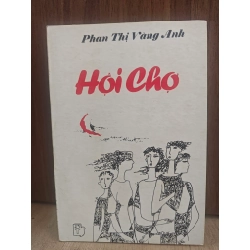 Phan Thị Vàng Anh
Hội Chợ